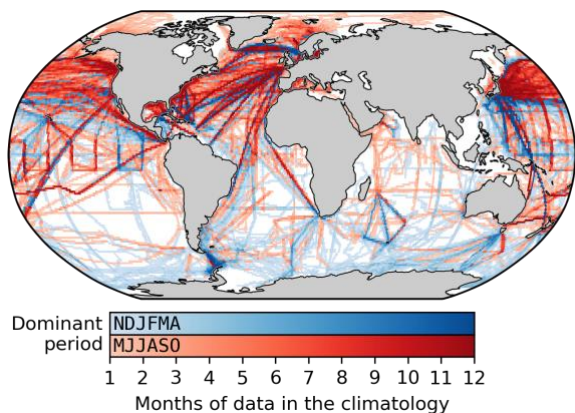 Dominant
period
NDJFMA
MJJASO
1 2 3 4 5 6 7 8 9 10 11 12
Months of data in the climatology